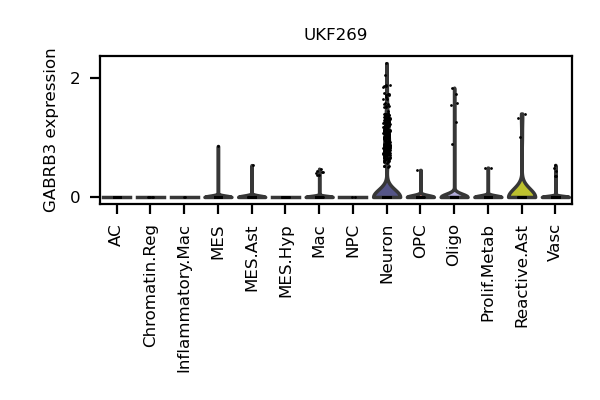 UKF269
GABRB3 expression
2
0
AC
Chromatin.Reg
Inflammatory.Mac
MES
MES.Ast
MES.Hyp
Mac
NPC
Neuron
OPC
Oligo
Prolif.Metab
Reactive.Ast
Vasc